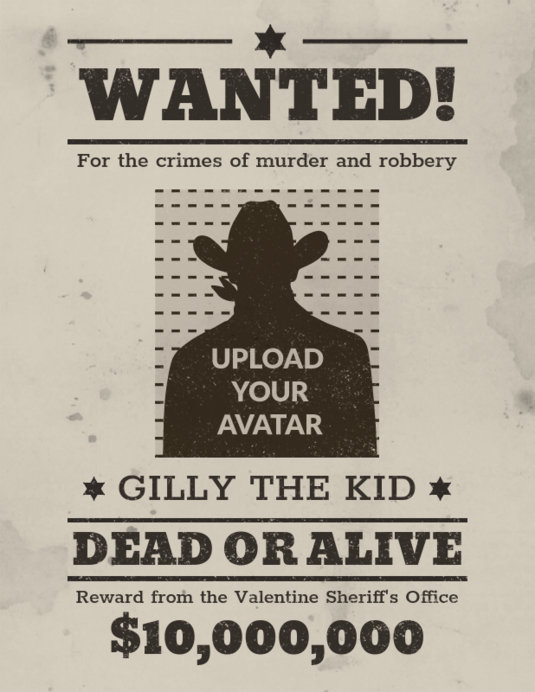 WANTED!
For the crimes of murder and robbery
UPLOAD
YOUR
AVATAR
GILLY THE KID
DEAD OR ALIVE
Reward from the Valentine Sheriff's Office
$10,000,000